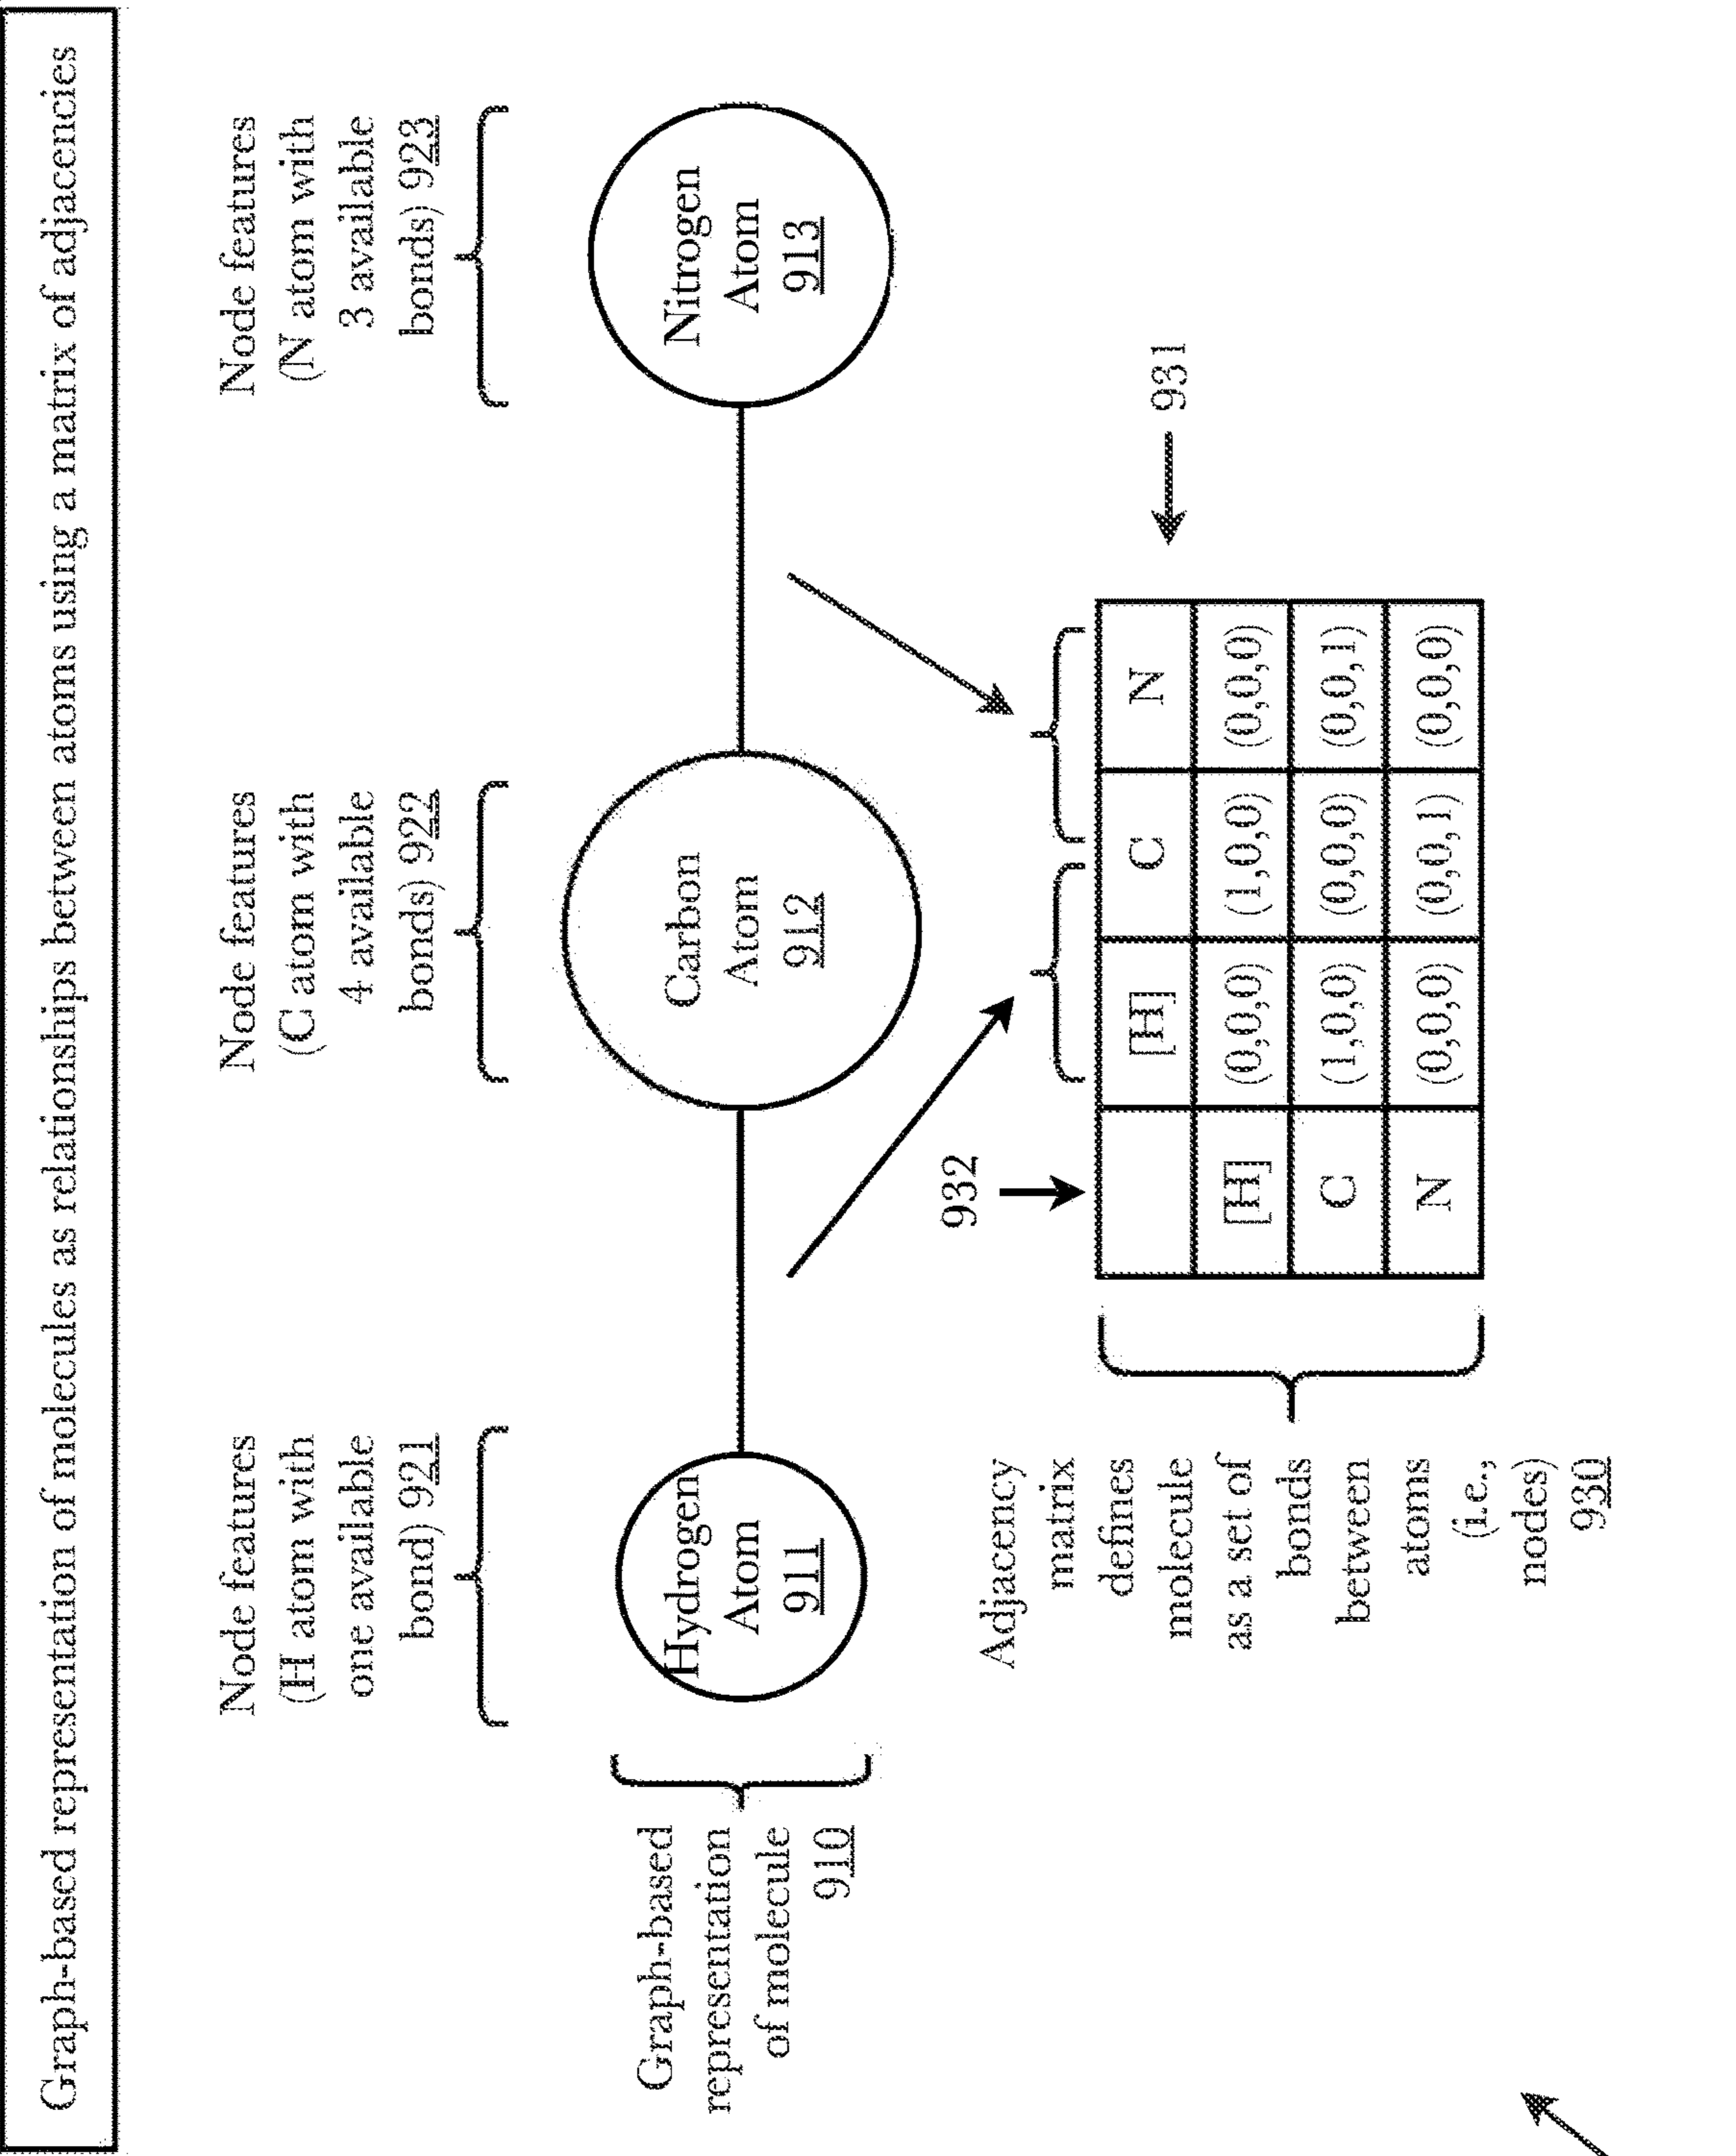 Graph-based representation of molecules as relationships between atoms using a matrix of adjacencies
Node features
(H atom with
one available
bond) 921
Node features
(C atom with
4 available
bonds) 922
Node features
(N atom with
3 available
bonds) 923
Graph-based
representation
of molecule
910
Hydrogen
Atom
911
Carbon
Atom
912
Nitrogen
Atom
913
Adjacency
matrix
defines
molecule
as a set of
bonds
between
atoms
(i.e.,
nodes)
930
932
931
[H] C N
[H] (0,0,0) (1,0,0) (0,0,0)
C (1,0,0) (0,0,0) (0,0,1)
N (0,0,0) (0,0,1) (0,0,0)